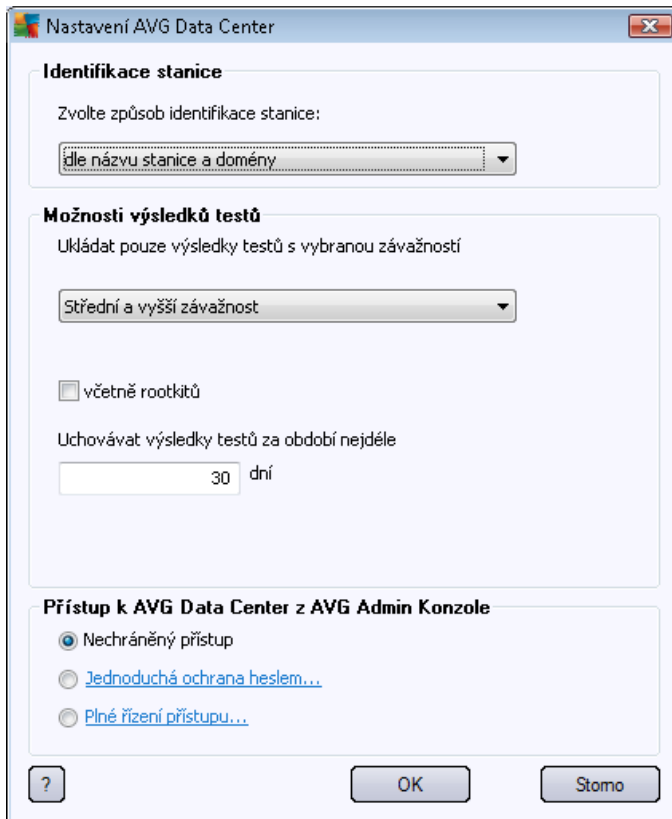 Nastavení AVG Data Center
Identifikace stanice
Zvolte způsob identifikace stanice:
dle názvu stanice a domény
Možnosti výsledků testů
Ukládat pouze výsledky testů s vybranou závažností
Střední a vyšší závažnost
včetně rootkitů
Uchovávat výsledky testů za období nejdéle
30 dní
Přístup k AVG Data Center z AVG Admin Konzole
Nechráněný přístup
Jednoduchá ochrana heslem...
Plné řízení přístupu...
? OK Storno